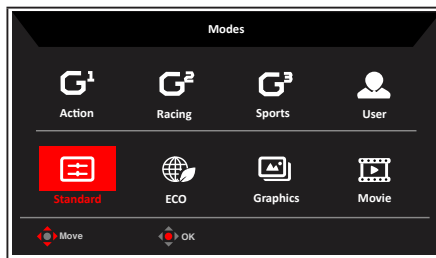 Modes
G¹ G² G³
Action Racing Sports User
Standard ECO Graphics Movie
Move OK